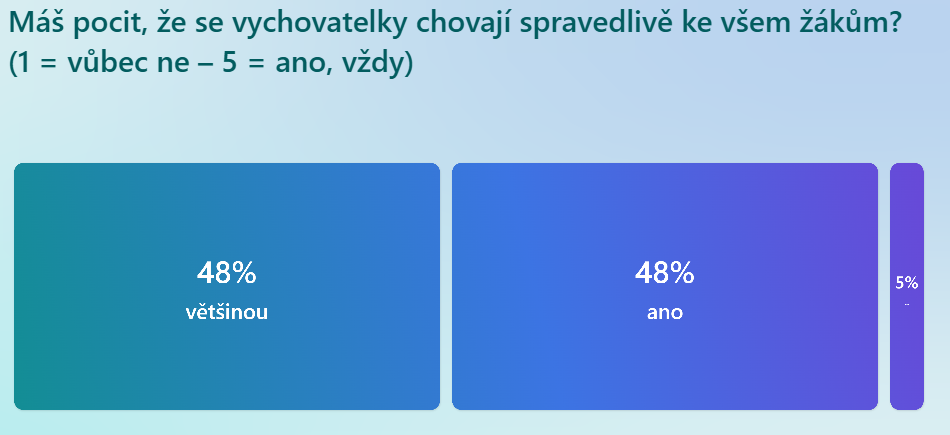 Máš pocit, že se vychovatelky chovají spravedlivě ke všem žákům?
(1 = vůbec ne – 5 = ano, vždy)
48%
většinou
48%
ano
5%